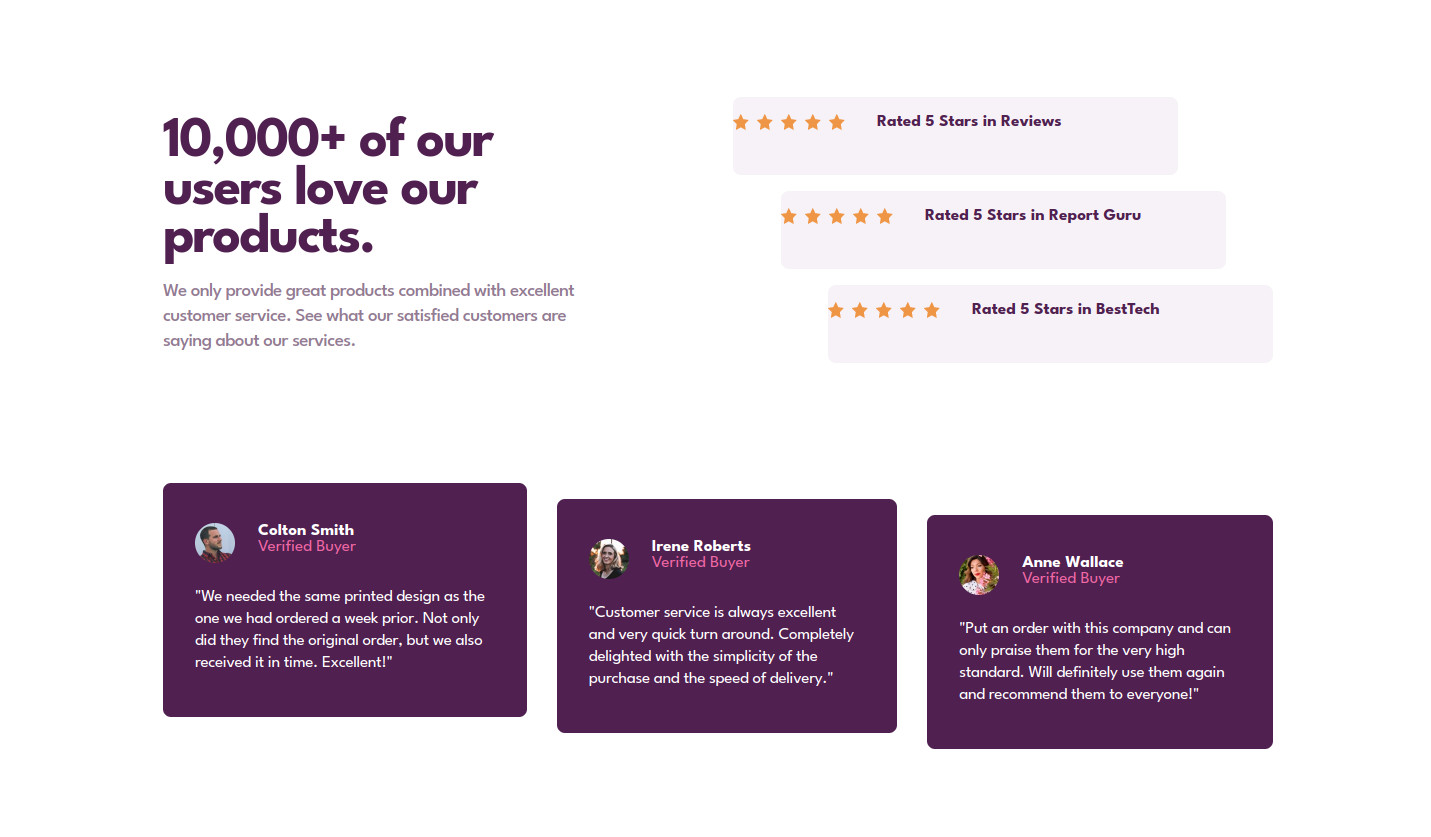 10,000+ of our
users love our
products.
We only provide great products combined with excellent
customer service. See what our satisfied customers are
saying about our services.
Rated 5 Stars in Reviews
Rated 5 Stars in Report Guru
Rated 5 Stars in BestTech
Colton Smith
Verified Buyer
"We needed the same printed design as the
one we had ordered a week prior. Not only
did they find the original order, but we also
received it in time. Excellent!"
Irene Roberts
Verified Buyer
"Customer service is always excellent
and very quick turn around. Completely
delighted with the simplicity of the
purchase and the speed of delivery."
Anne Wallace
Verified Buyer
"Put an order with this company and can
only praise them for the very high
standard. Will definitely use them again
and recommend them to everyone!"